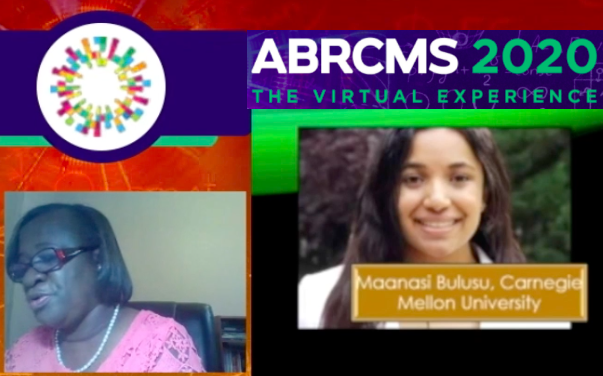 ABRCMS 2020
THE VIRTUAL EXPERIENCE
Maanasi Bulusu, Carnegie
Mellon University